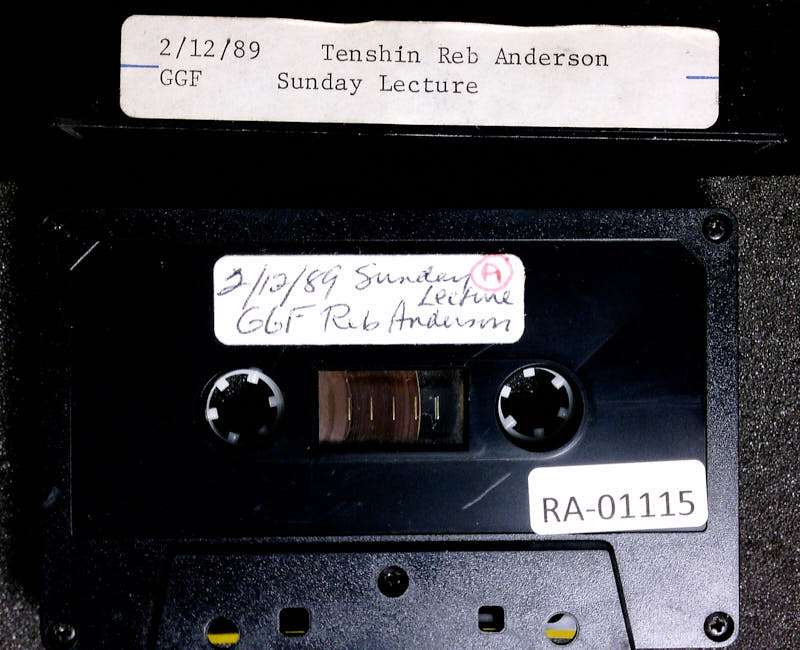 2/12/89 Tenshin Reb Anderson
GGF Sunday Lecture
2/12/89 Sunday A
Lecture
GGF Reb Anderson
RA-01115